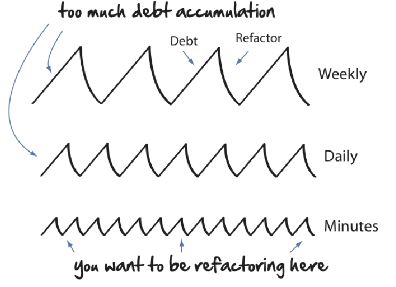 too much debt accumulation
Debt
Refactor
Weekly
Daily
Minutes
you want to be refactoring here